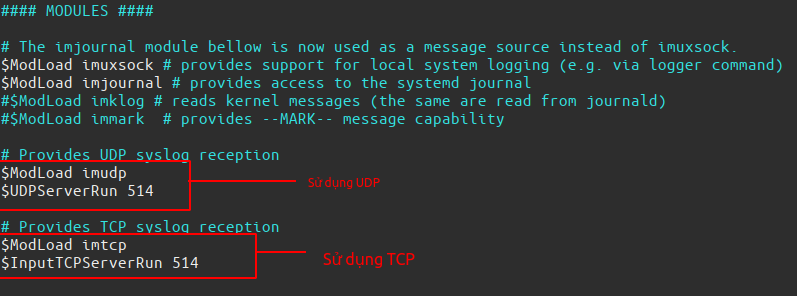 #### MODULES ####
# The imjournal module bellow is now used as a message source instead of imuxsock.
$ModLoad imuxsock # provides support for local system logging (e.g. via logger command)
$ModLoad imjournal # provides access to the systemd journal
#$ModLoad imklog # reads kernel messages (the same are read from journald)
#$ModLoad immark  # provides --MARK-- message capability
# Provides UDP syslog reception
$ModLoad imudp
$UDPServerRun 514
Sử dụng UDP
# Provides TCP syslog reception
$ModLoad imtcp
$InputTCPServerRun 514
Sử dụng TCP